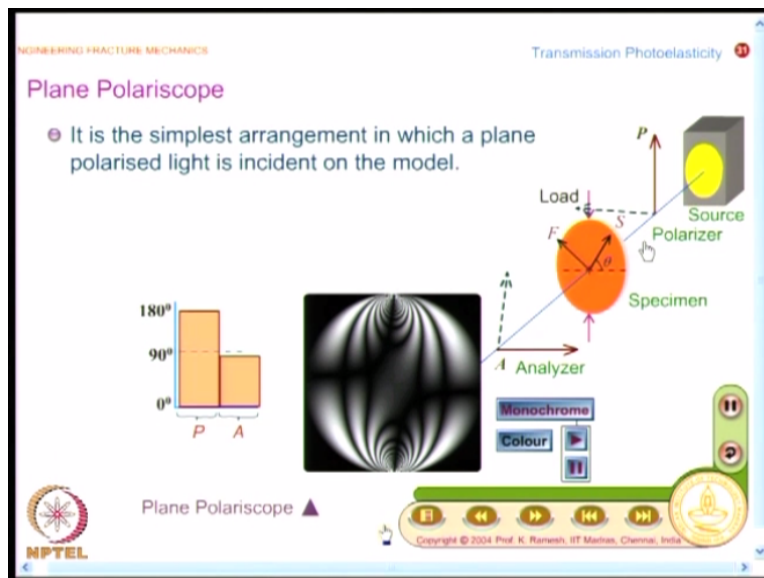 NGINEERING FRACTURE MECHANICS
Transmission Photoelasticity 31
Plane Polariscope
It is the simplest arrangement in which a plane
polarised light is incident on the model.
P
Load
Source
S
F
Polarizer
θ
Specimen
180°
90°
0°
P A
A Analyzer
Monochrome
Colour
Plane Polariscope
NPTEL
Copyright © 2004 Prof. K. Ramesh, IIT Madras, Chennai, India